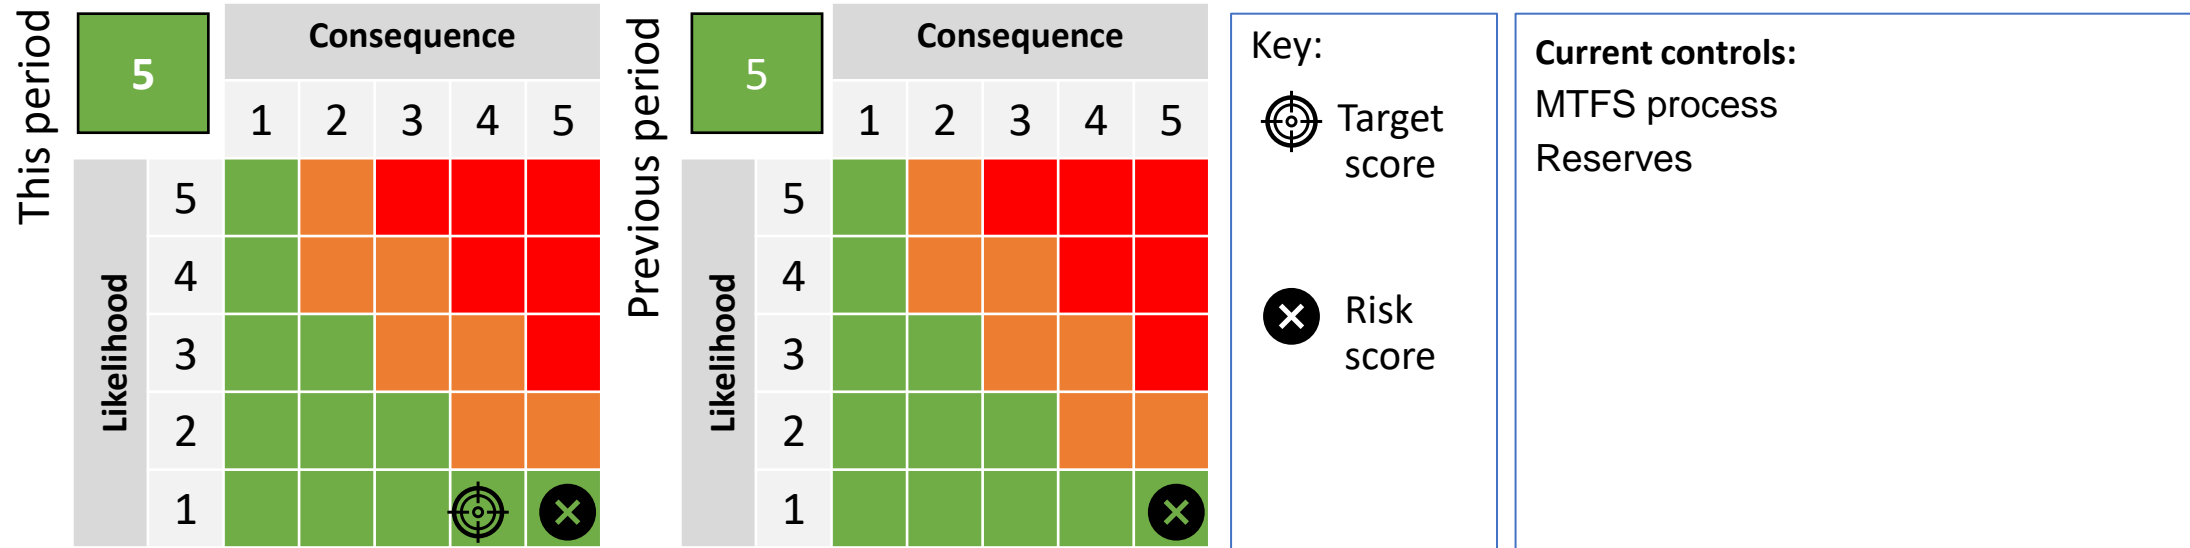 This period
5
Consequence
1 2 3 4 5
Likelihood
5
4
3
2
1
Previous period
5
Consequence
1 2 3 4 5
Likelihood
5
4
3
2
1
Key:
Target
score
Risk
score
Current controls:
MTFS process
Reserves